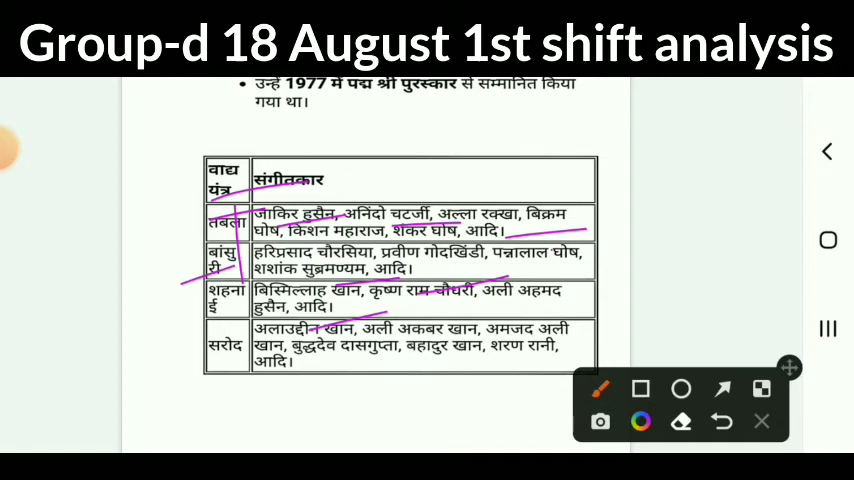 Group-d 18 August 1st shift analysis
• उन्हें 1977 में पद्म श्री पुरस्कार से सम्मानित किया
गया था।
वाद्य यंत्र संगीतकार
तबला जाकिर हुसैन, अनिंदो चटर्जी, अल्ला रक्खा, बिक्रम
घोष, किशन महाराज, शंकर घोष, आदि।
बांसुरी हरिप्रसाद चौरसिया, प्रवीण गोदखिंडी, पन्नालाल घोष,
शशांक सुब्रमण्यम, आदि।
शहनाई बिस्मिल्लाह खान, कृष्ण राम चौधरी, अली अहमद
हुसैन, आदि।
सरोद अलाउद्दीन खान, अली अकबर खान, अमजद अली
खान, बुद्धदेव दासगुप्ता, बहादुर खान, शरण रानी,
आदि।